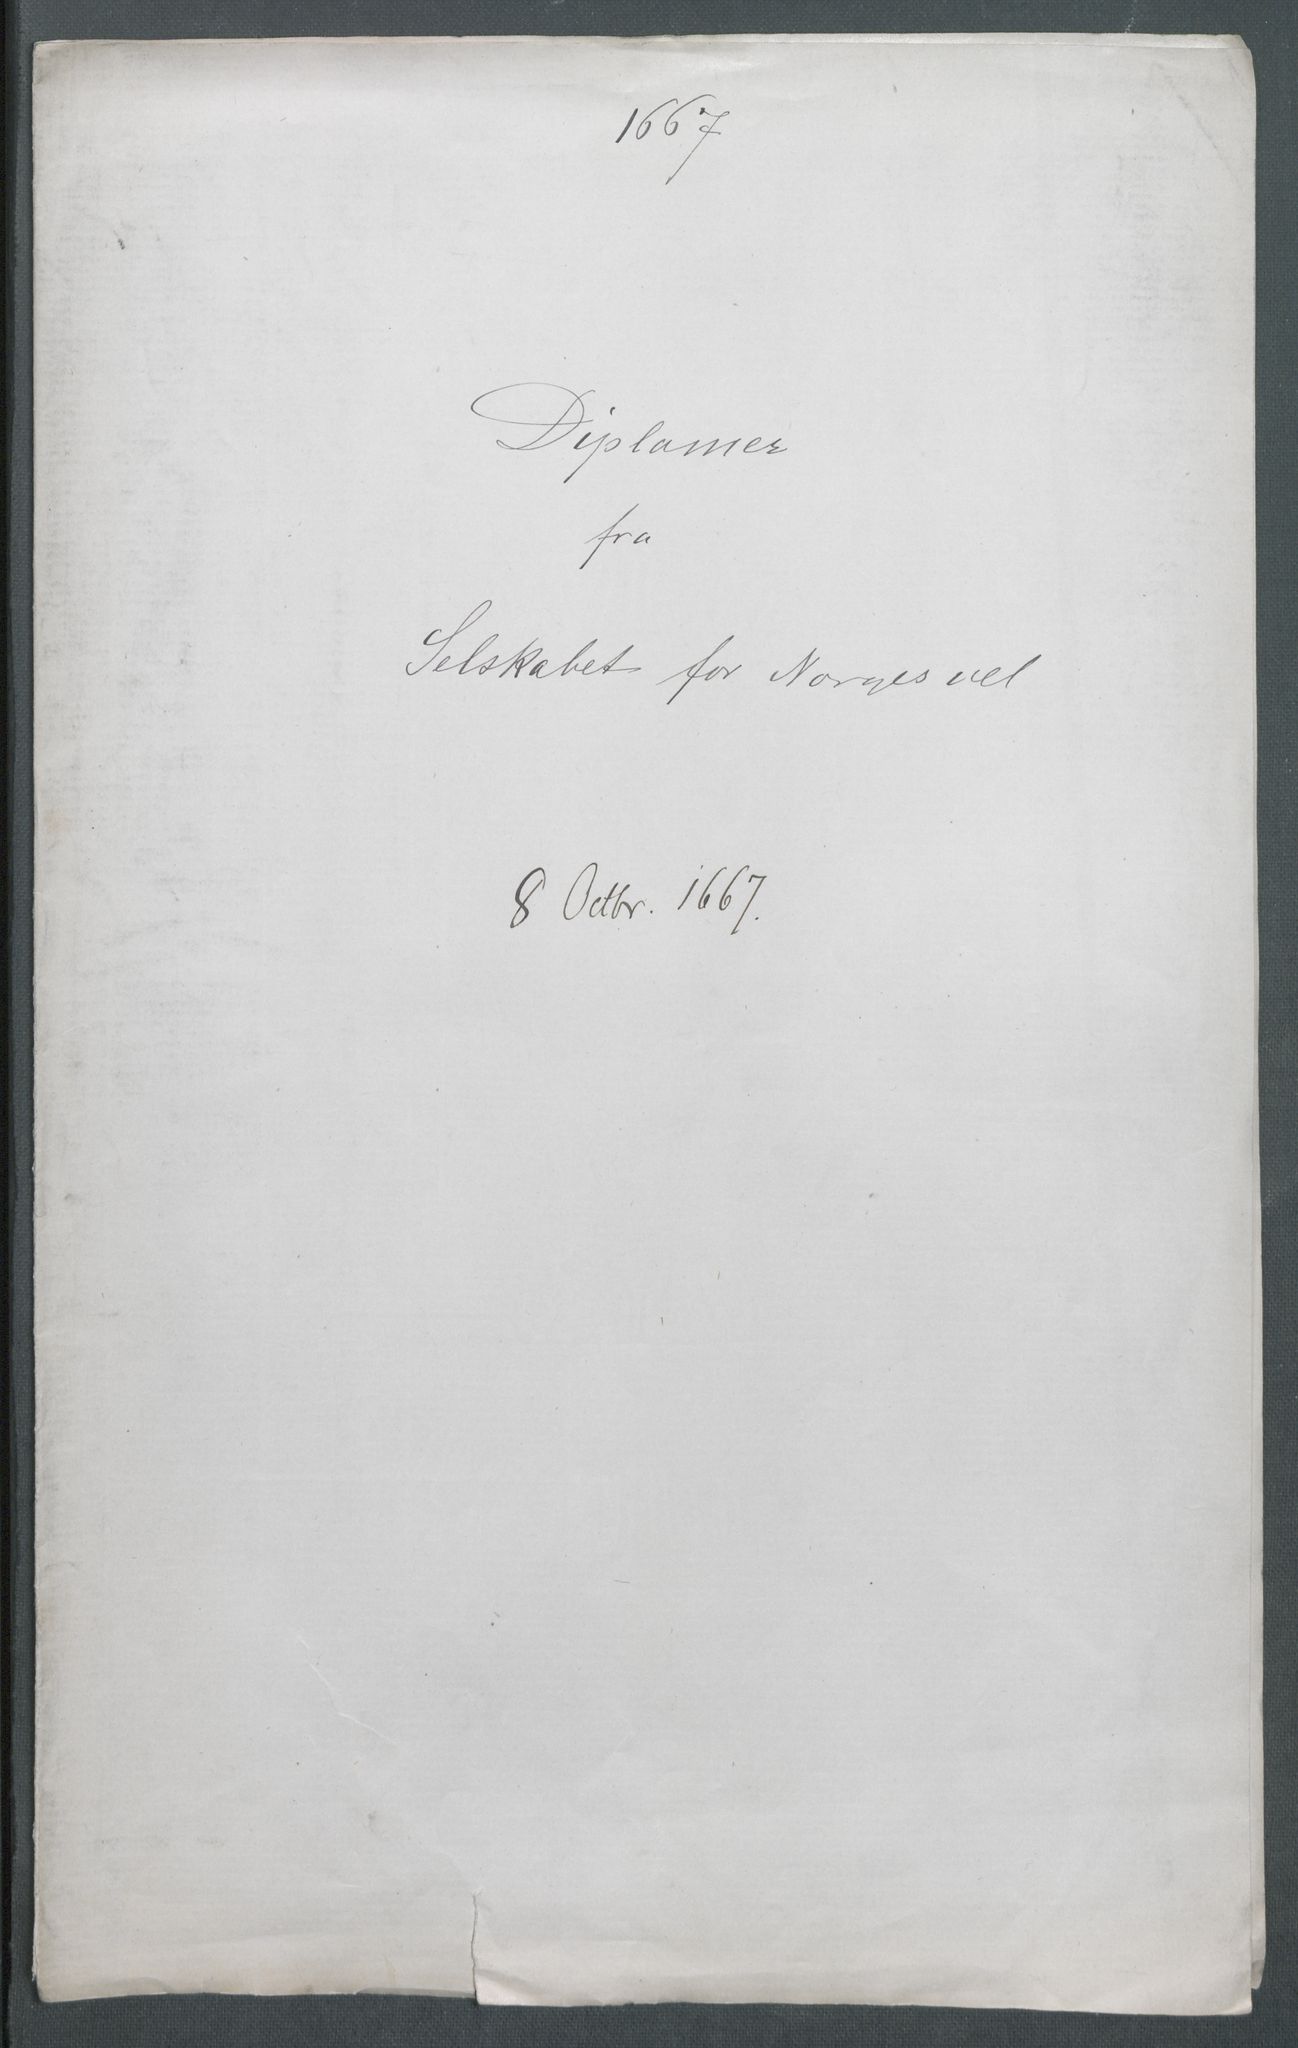 1667
Diplomer
fra
Selskabet for Norges vel
8 Octbr. 1667.